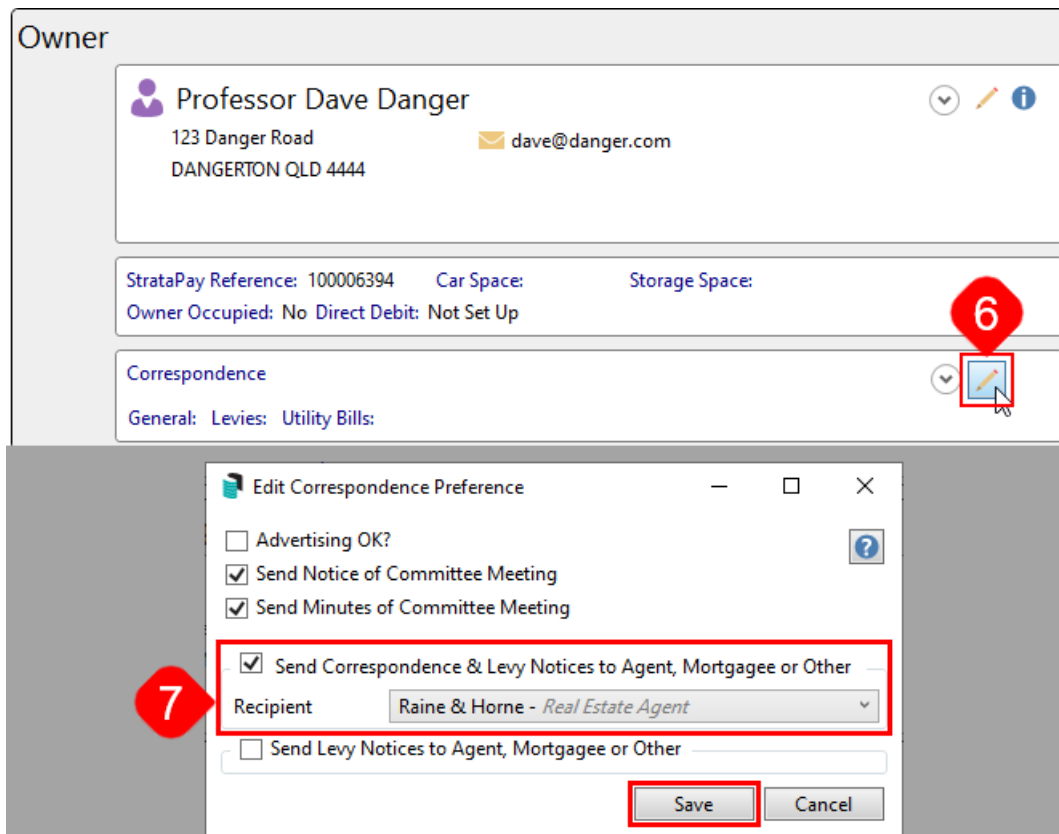 Owner
Professor Dave Danger
123 Danger Road
dave@danger.com
DANGERTON QLD 4444
StrataPay Reference: 100006394 Car Space: Storage Space:
Owner Occupied: No Direct Debit: Not Set Up
6
Correspondence
General: Levies: Utility Bills:
Edit Correspondence Preference
Advertising OK?
Send Notice of Committee Meeting
Send Minutes of Committee Meeting
Send Correspondence & Levy Notices to Agent, Mortgagee or Other
7
Recipient Raine & Horne - Real Estate Agent
Send Levy Notices to Agent, Mortgagee or Other
Save Cancel